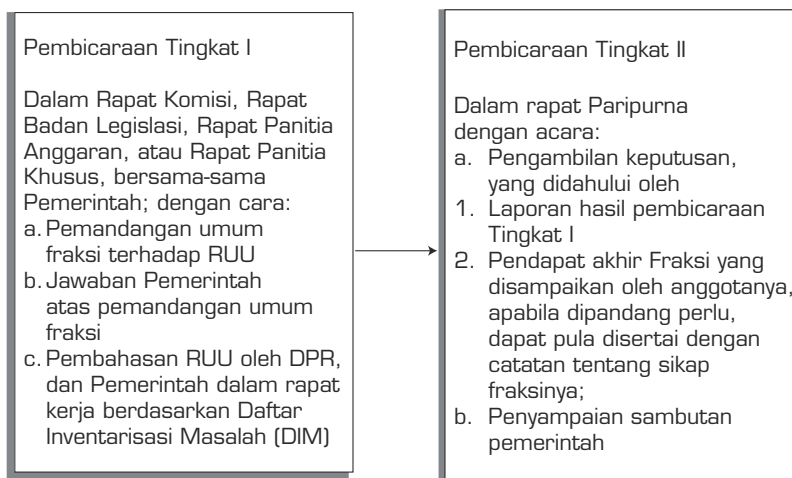 Pembicaraan Tingkat I
Dalam Rapat Komisi, Rapat
Badan Legislasi, Rapat Panitia
Anggaran, atau Rapat Panitia
Khusus, bersama-sama
Pemerintah; dengan cara:
a. Pemandangan umum
fraksi terhadap RUU
b. Jawaban Pemerintah
atas pemandangan umum
fraksi
c. Pembahasan RUU oleh DPR,
dan Pemerintah dalam rapat
kerja berdasarkan Daftar
Inventarisasi Masalah (DIM)
Pembicaraan Tingkat II
Dalam rapat Paripurna
dengan acara:
a. Pengambilan keputusan,
yang didahului oleh
1. Laporan hasil pembicaraan
Tingkat I
2. Pendapat akhir Fraksi yang
disampaikan oleh anggotanya,
apabila dipandang perlu,
dapat pula disertai dengan
catatan tentang sikap
fraksinya;
b. Penyampaian sambutan
pemerintah